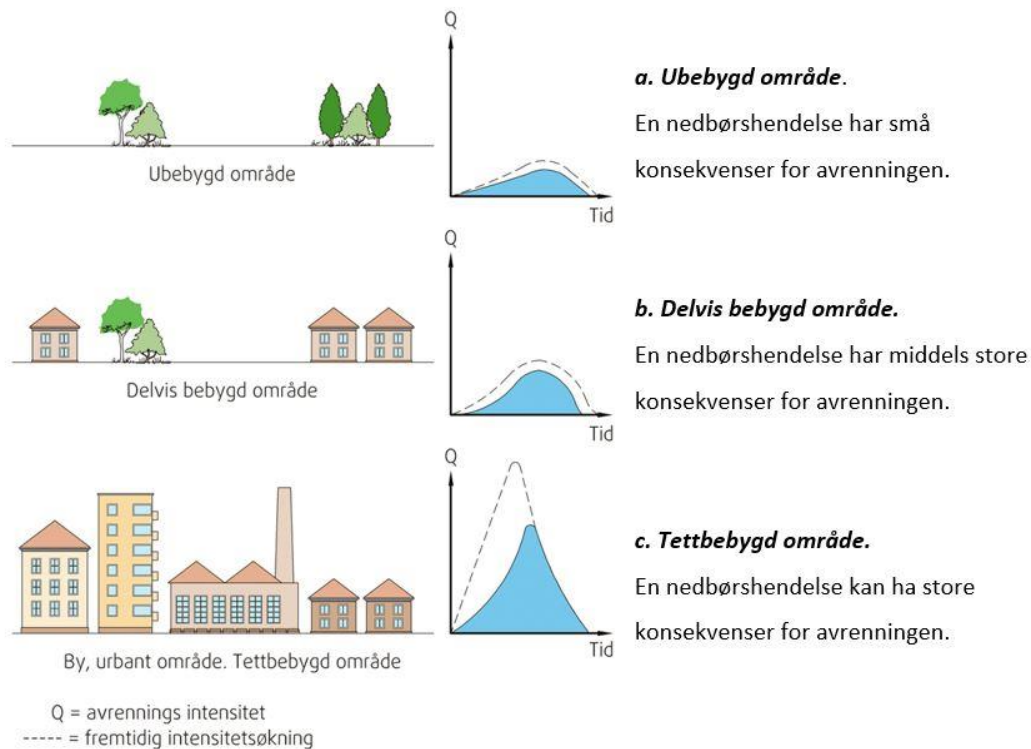 Q
a. Ubebygd område.
En nedbørshendelse har små
konsekvenser for avrenningen.
Ubebygd område
Tid
Q
b. Delvis bebygd område.
En nedbørshendelse har middels store
konsekvenser for avrenningen.
Delvis bebygd område
Tid
Q
c. Tettbebygd område.
En nedbørshendelse kan ha store
konsekvenser for avrenningen.
Tid
By, urbant område. Tettbebygd område
Q = avrennings intensitet
----- = fremtidig intensitetsøkning